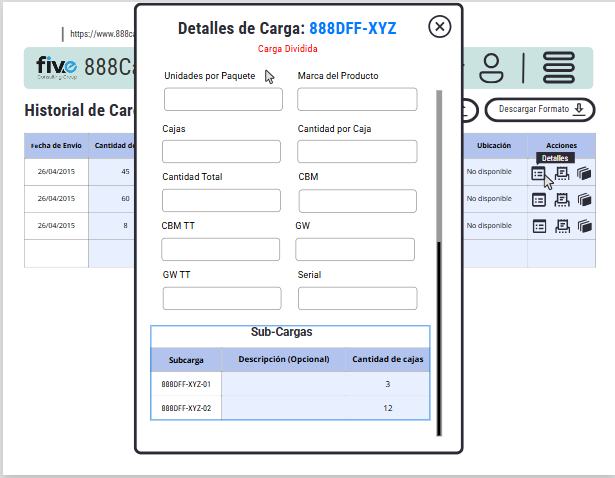 Detalles de Carga: 888DFF-XYZ
Carga Dividida
https://www.888ca
five
Consulting Group
888Ca
Historial de Car
Descargar Formato
Unidades por Paquete
Marca del Producto
Cajas
Cantidad por Caja
Cantidad Total
CBM
CBM TT
GW
GW TT
Serial
Fecha de Envío
Cantidad de
Ubicación
Acciones
Detalles
26/04/2015
45
No disponible
26/04/2015
60
No disponible
26/04/2015
8
No disponible
Sub-Cargas
Subcarga
Descripción (Opcional)
Cantidad de cajas
888DFF-XYZ-01
3
888DFF-XYZ-02
12